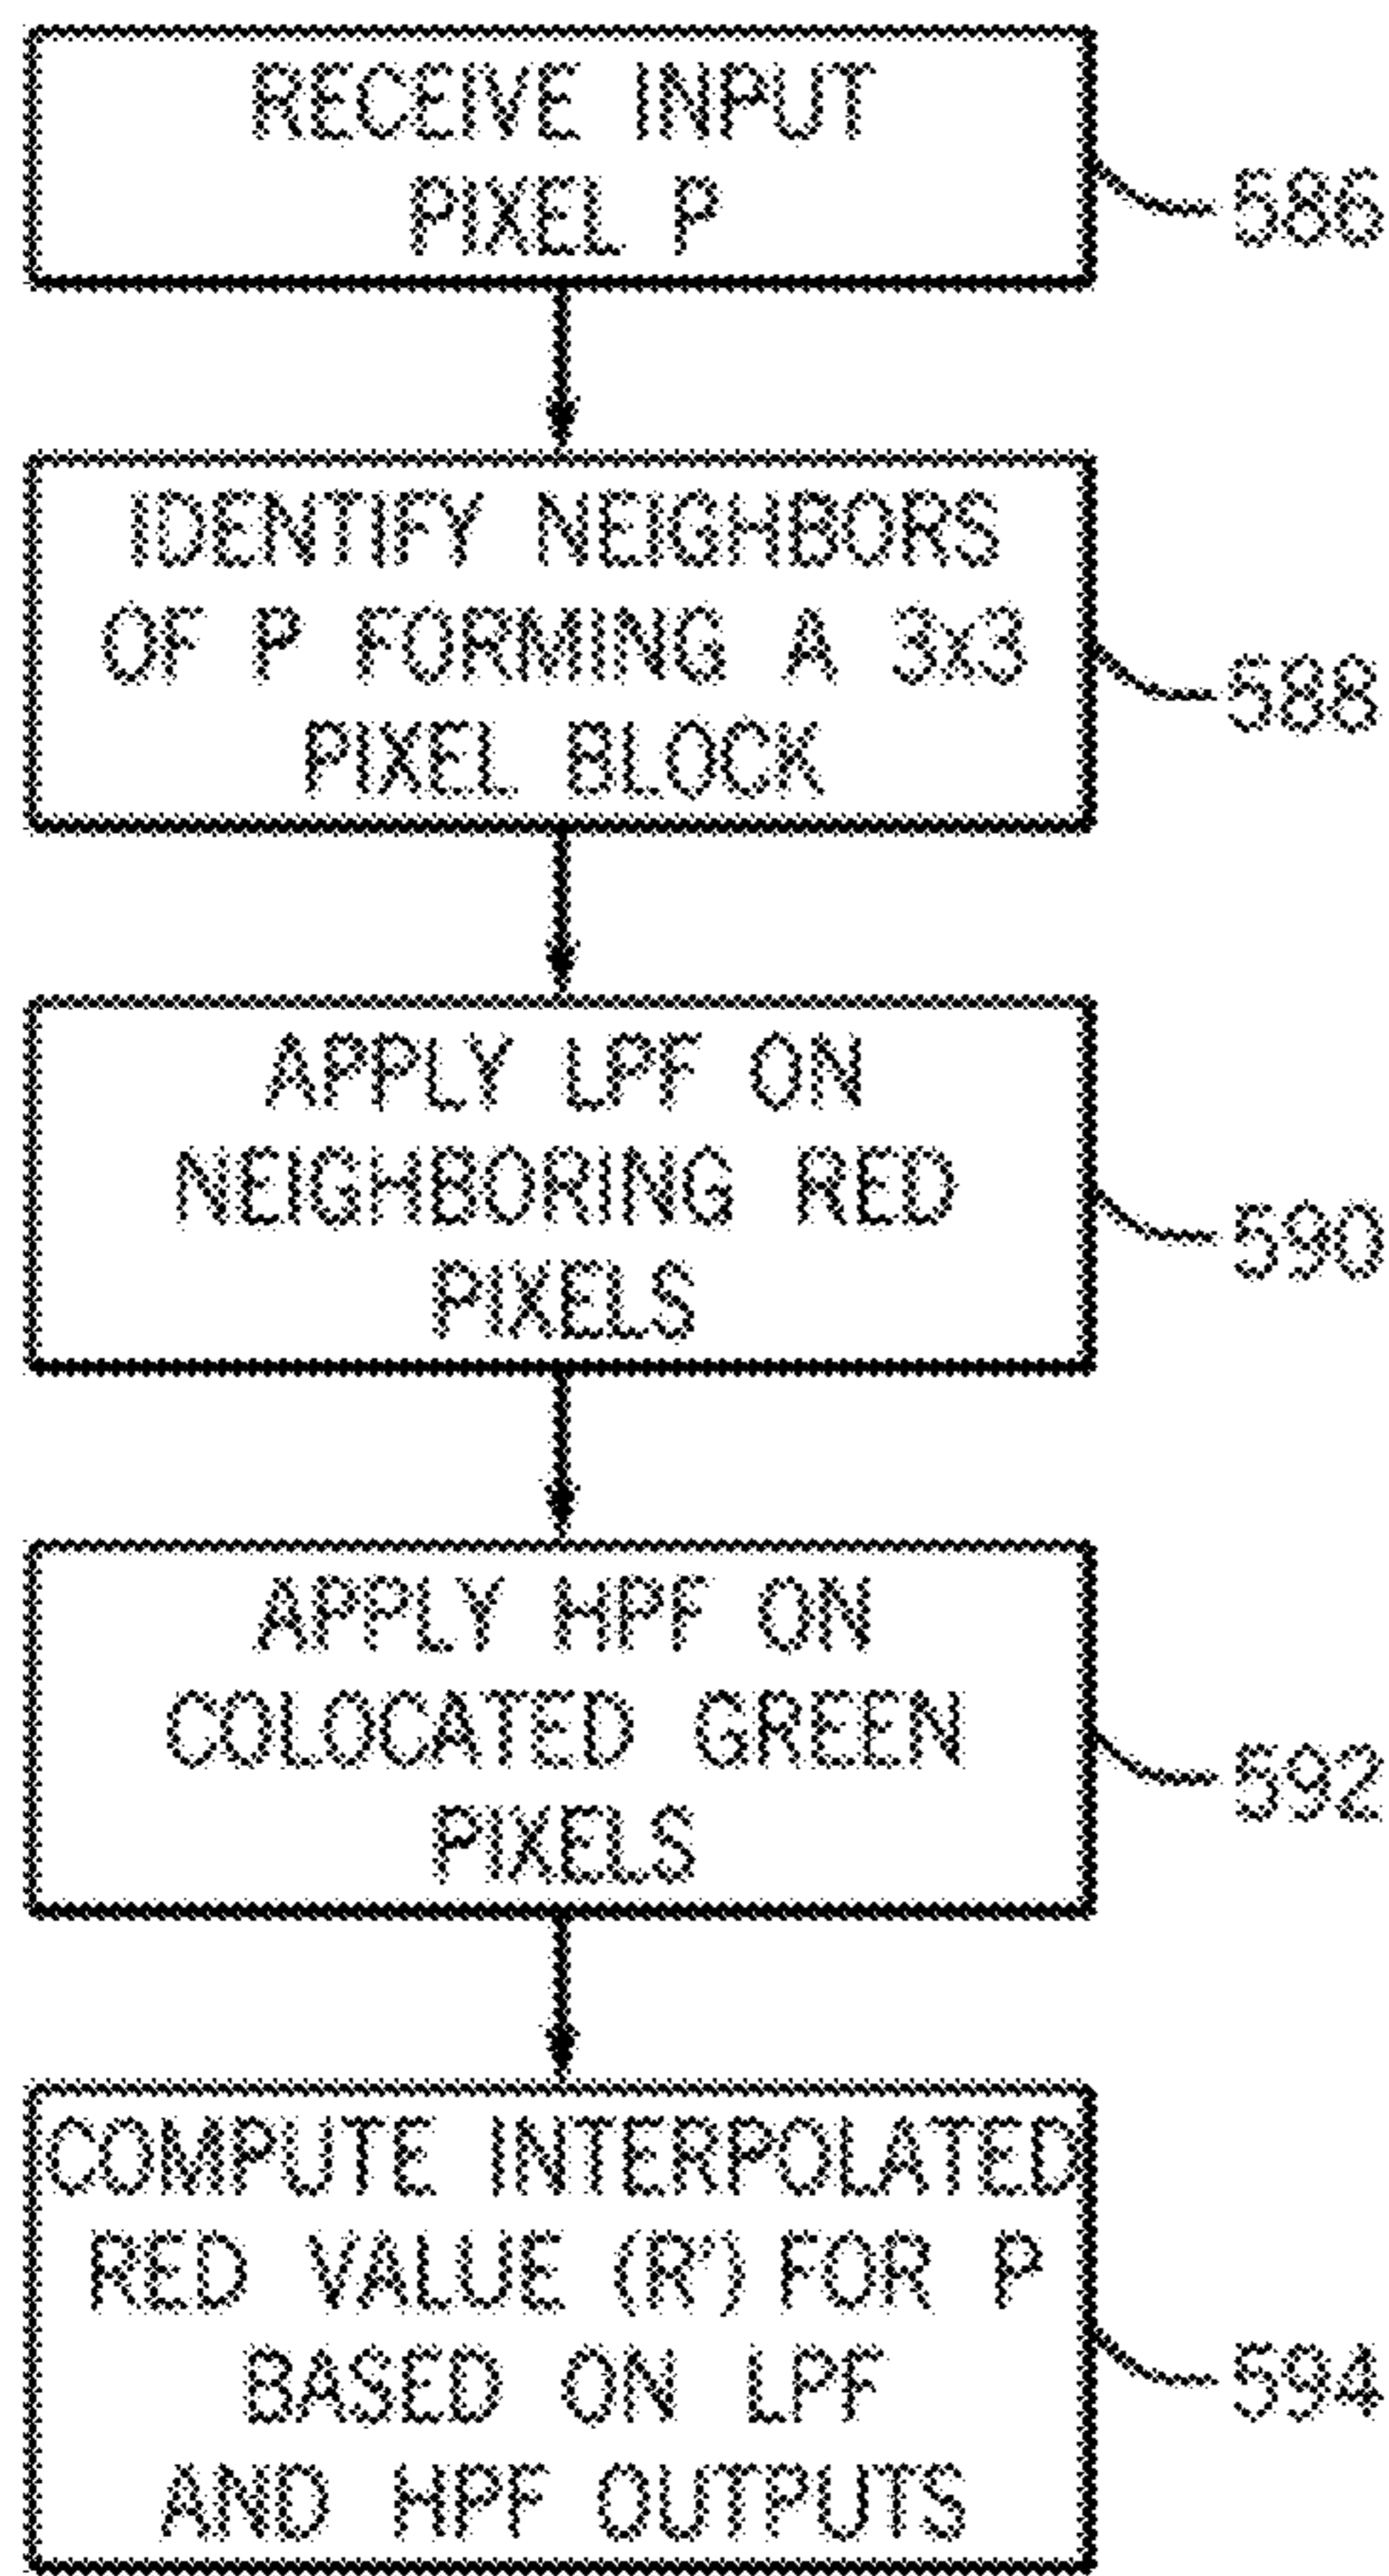 RECEIVE INPUT
PIXEL P
586
IDENTIFY NEIGHBORS
OF P FORMING A 3x3
PIXEL BLOCK
588
APPLY LPF ON
NEIGHBORING RED
PIXELS
590
APPLY HPF ON
COLOCATED GREEN
PIXELS
592
COMPUTE INTERPOLATED
RED VALUE (R') FOR P
BASED ON LPF
AND HPF OUTPUTS
594